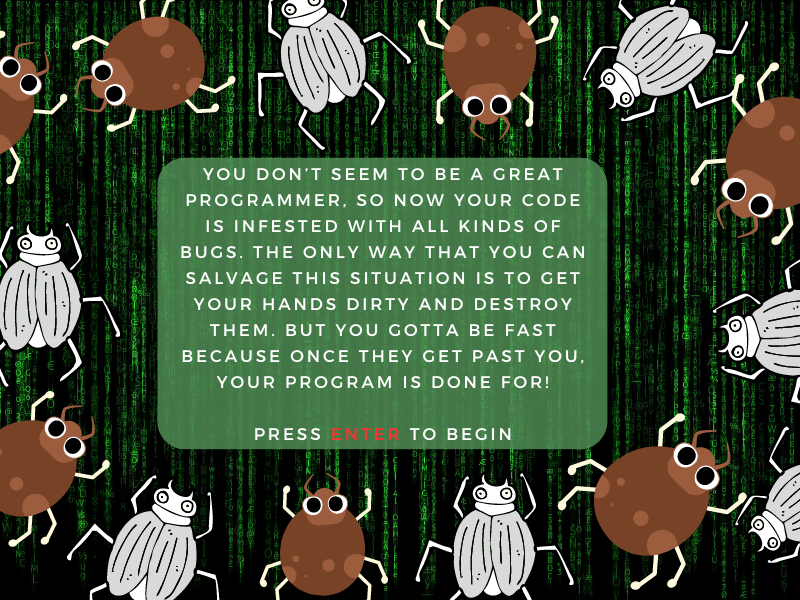 YOU DON'T SEEM TO BE A GREAT
PROGRAMMER, SO NOW YOUR CODE
IS INFESTED WITH ALL KINDS OF
BUGS. THE ONLY WAY THAT YOU CAN
SALVAGE THIS SITUATION IS TO GET
YOUR HANDS DIRTY AND DESTROY
THEM. BUT YOU GOTTA BE FAST
BECAUSE ONCE THEY GET PAST YOU,
YOUR PROGRAM IS DONE FOR!
PRESS ENTER TO BEGIN